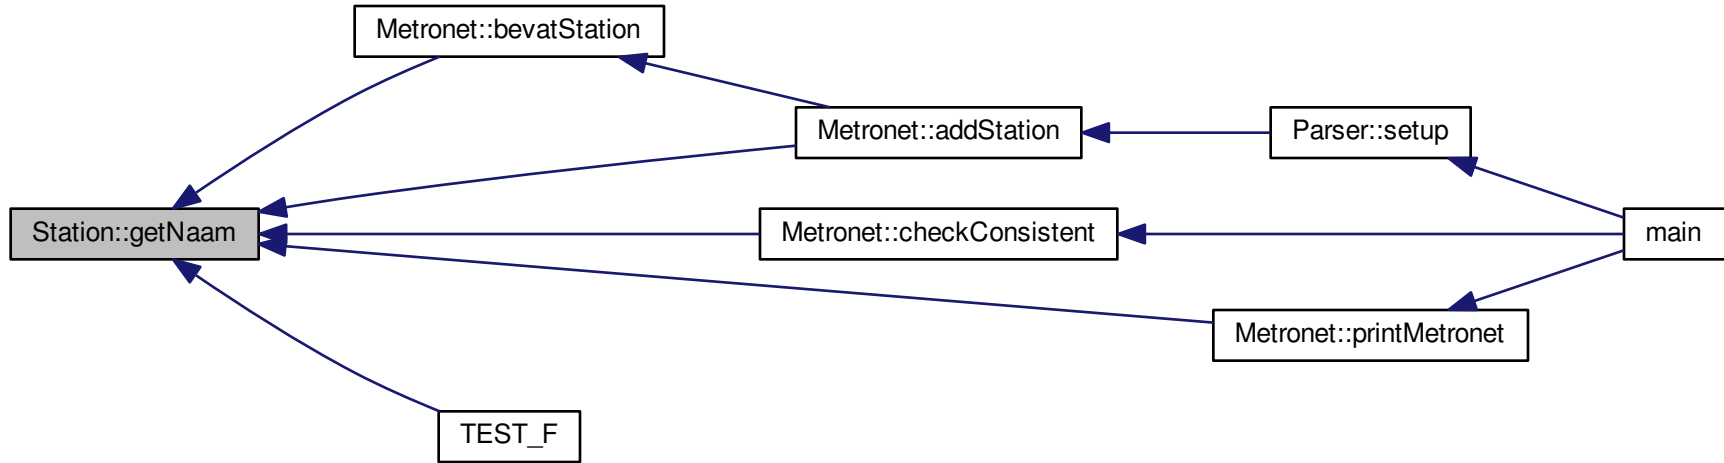 Metronet::bevatStation
Metronet::addStation
Parser::setup
Station::getNaam
Metronet::checkConsistent
main
Metronet::printMetronet
TEST_F